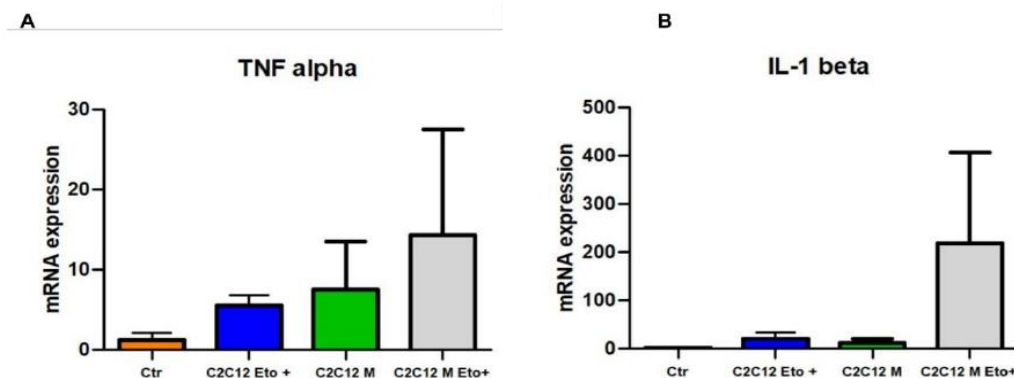 A
TNF alpha
mRNA expression
30
20
10
0
Ctr
C2C12 Eto +
C2C12 M
C2C12 M Eto+
B
IL-1 beta
mRNA expression
500
400
300
200
100
0
Ctr
C2C12 Eto +
C2C12 M
C2C12 M Eto+